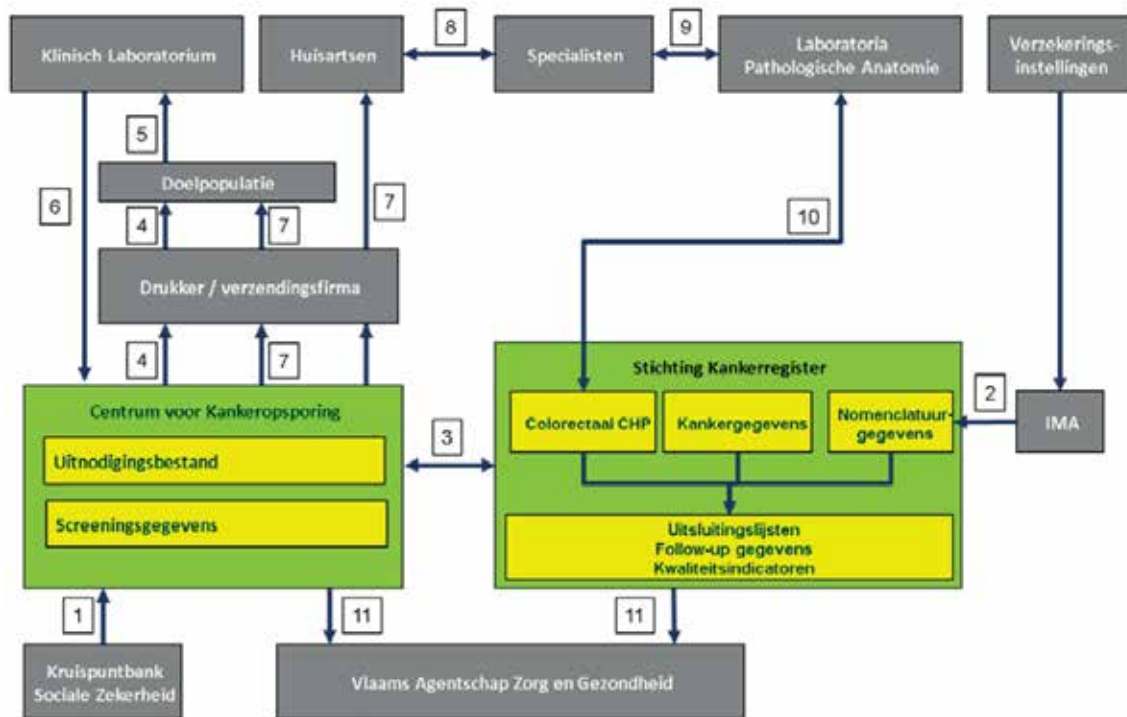 Klinisch Laboratorium
Huisartsen
8
Specialisten
9
Laboratoria
Pathologische Anatomie
Verzekerings-
instellingen
5
Doelpopulatie
6
4
7
7
10
Drukker / verzendingsfirma
4
7
Centrum voor Kankeropsporing
Uitnodigingsbestand
Screeningsgegevens
3
Stichting Kankerregister
Colorectaal CHP
Kankergegevens
Nomenclatuur-
gegevens
2
IMA
Uitsluitingslijsten
Follow-up gegevens
Kwaliteitsindicatoren
1
11
11
Kruispuntbank
Sociale Zekerheid
Vlaams Agentschap Zorg en Gezondheid